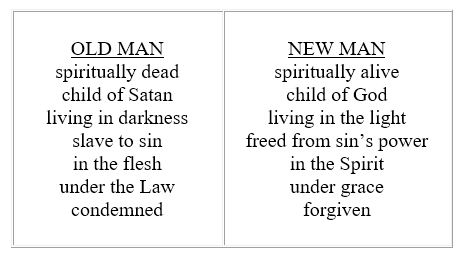 OLD MAN
spiritually dead
child of Satan
living in darkness
slave to sin
in the flesh
under the Law
condemned
NEW MAN
spiritually alive
child of God
living in the light
freed from sin’s power
in the Spirit
under grace
forgiven